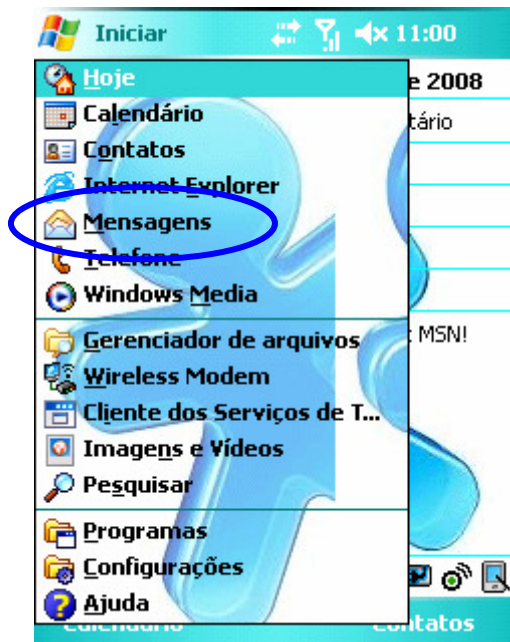 Iniciar 11:00
Hoje
e 2008
Calendário
tário
Contatos
Internet Explorer
Mensagens
Telefone
Windows Media
Gerenciador de arquivos
MSN!
Wireless Modem
Cliente dos Serviços de T...
Imagens e Vídeos
Pesquisar
Programas
Configurações
Ajuda
Calendário Contatos